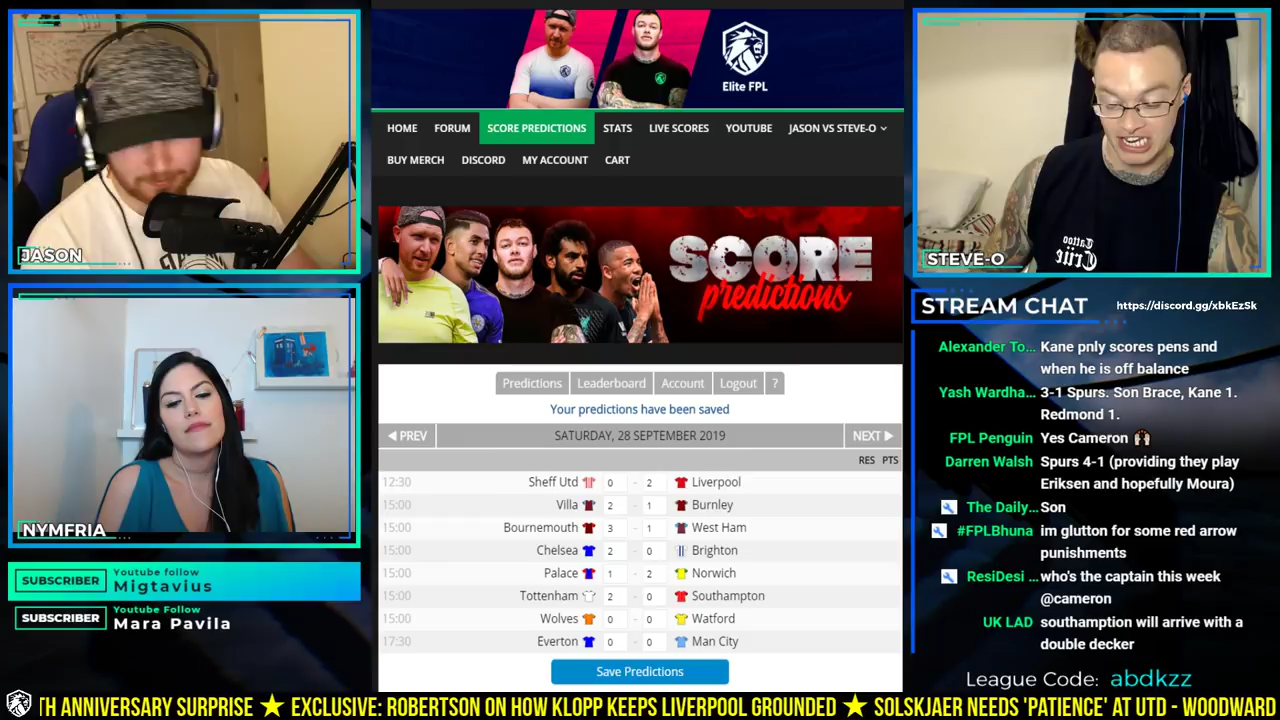 JASON
NYMFRIA
SUBSCRIBER
Youtube follow
Migtavius
SUBSCRIBER
Youtube Follow
Mara Pavila
Elite FPL
HOME FORUM SCORE PREDICTIONS STATS LIVE SCORES YOUTUBE JASON VS STEVE-O
BUY MERCH DISCORD MY ACCOUNT CART
SCORE
predictions
Predictions Leaderboard Account Logout ?
Your predictions have been saved
◀ PREV SATURDAY, 28 SEPTEMBER 2019 NEXT ▶
RES PTS
12:30 Sheff Utd 0 - 2 Liverpool
15:00 Villa 2 - 1 Burnley
15:00 Bournemouth 3 - 1 West Ham
15:00 Chelsea 2 - 0 Brighton
15:00 Palace 1 - 2 Norwich
15:00 Tottenham 2 - 0 Southampton
15:00 Wolves 0 - 0 Watford
17:30 Everton 0 - 0 Man City
Save Predictions
STEVE-O
STREAM CHAT https://discord.gg/xbkEzSk
Alexander To... Kane pnly scores pens and
when he is off balance
Yash Wardha... 3-1 Spurs. Son Brace, Kane 1.
Redmond 1.
FPL Penguin Yes Cameron
Darren Walsh Spurs 4-1 (providing they play
Eriksen and hopefully Moura)
The Daily... Son
#FPLBhuna im glutton for some red arrow
punishments
ResiDesi ... who's the captain this week
@cameron
UK LAD southamption will arrive with a
double decker
League Code: abdkzz
TH ANNIVERSARY SURPRISE ★ EXCLUSIVE: ROBERTSON ON HOW KLOPP KEEPS LIVERPOOL GROUNDED ★ SOLSKJAER NEEDS 'PATIENCE' AT UTD - WOODWARD